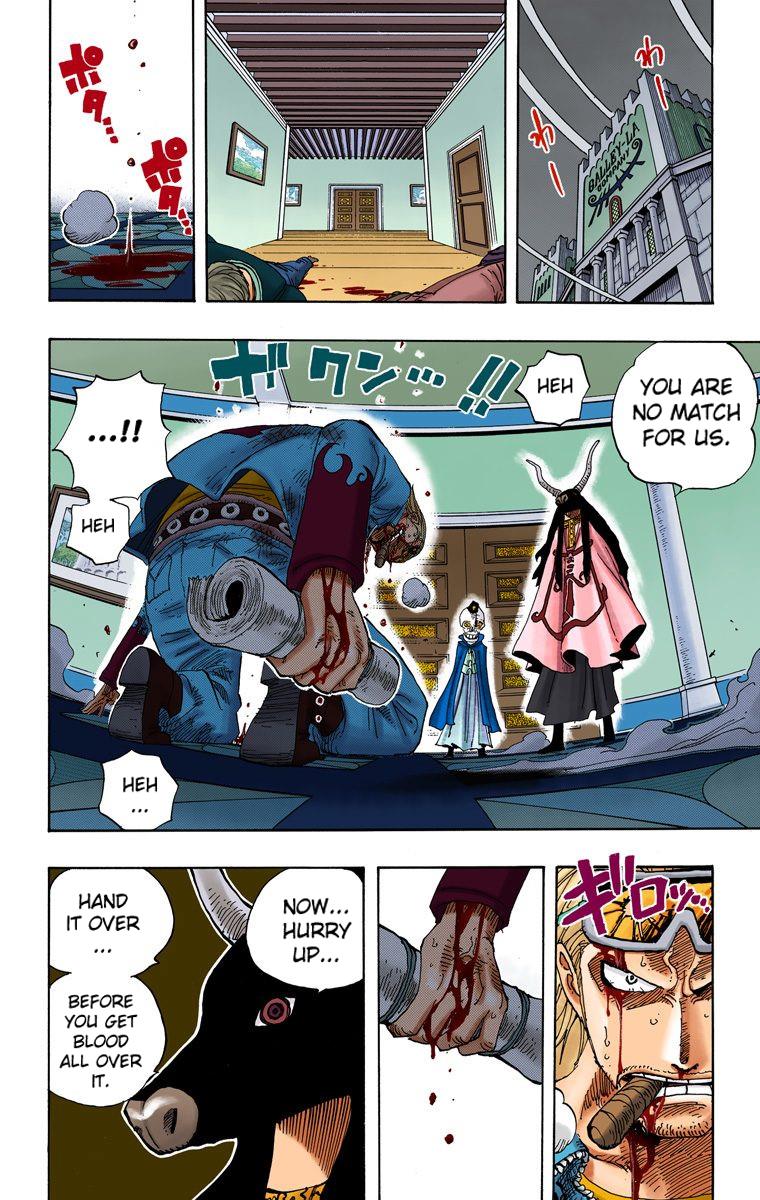 わー
わー
GALLEY-LA
COMPANY
ポタ…
ポタ…
YOU ARE
NO MATCH
FOR US.
HEH
ガクン…!!
...!!
HEH
HEH
...
ギロッ…
NOW...
HURRY
UP...
HAND
IT OVER
...
BEFORE
YOU GET
BLOOD
ALL OVER
IT.